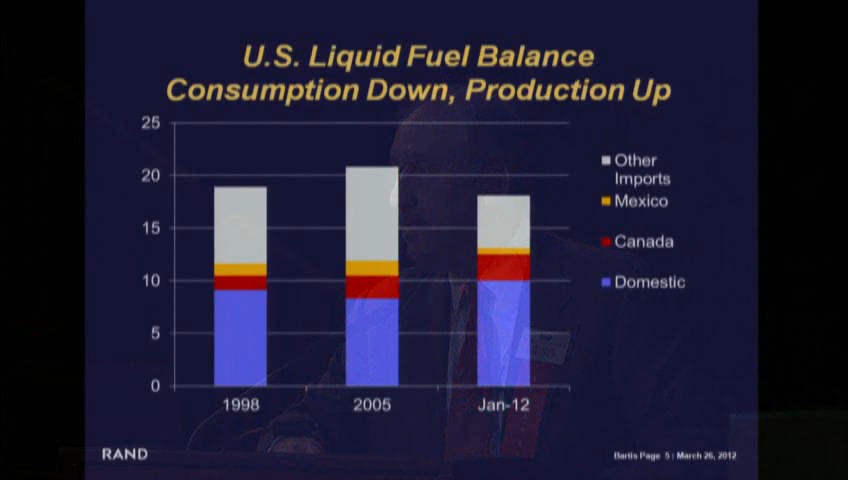 U.S. Liquid Fuel Balance
Consumption Down, Production Up
25
20
15
10
5
0
1998
2005
Jan-12
Other
Imports
Mexico
Canada
Domestic
RAND
Bartis Page 5 | March 26, 2012